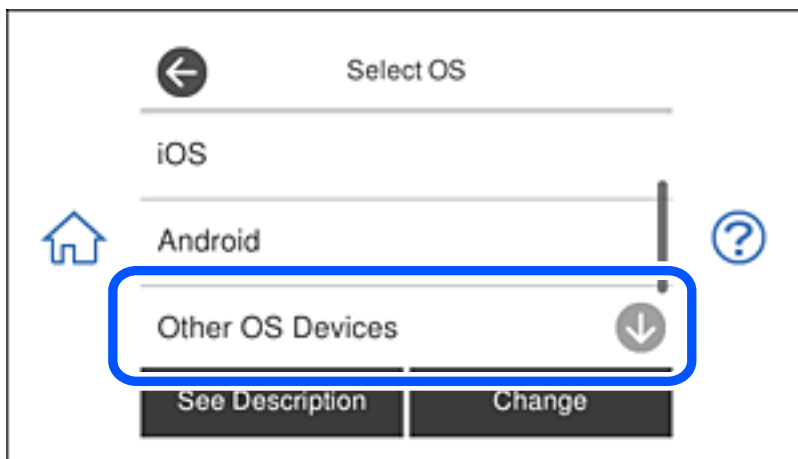 Select OS
iOS
Android
Other OS Devices
See Description Change